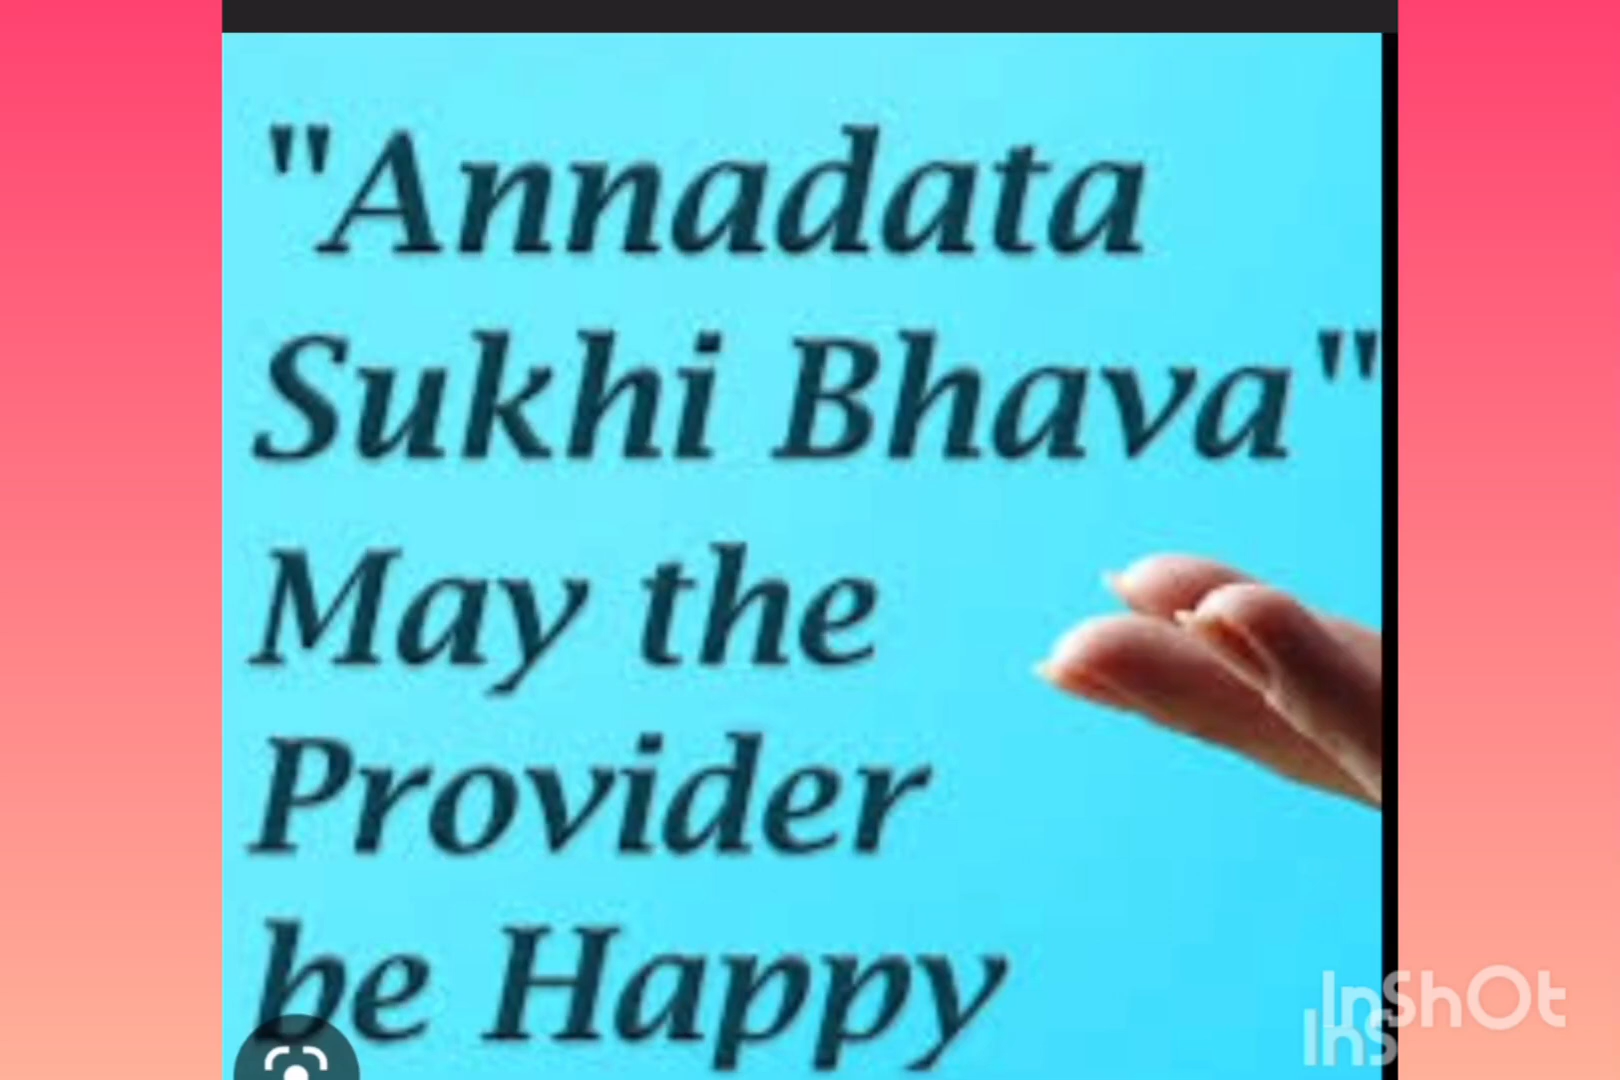 "Annadata
Sukhi Bhava"
May the
Provider
be Happy
InShOt